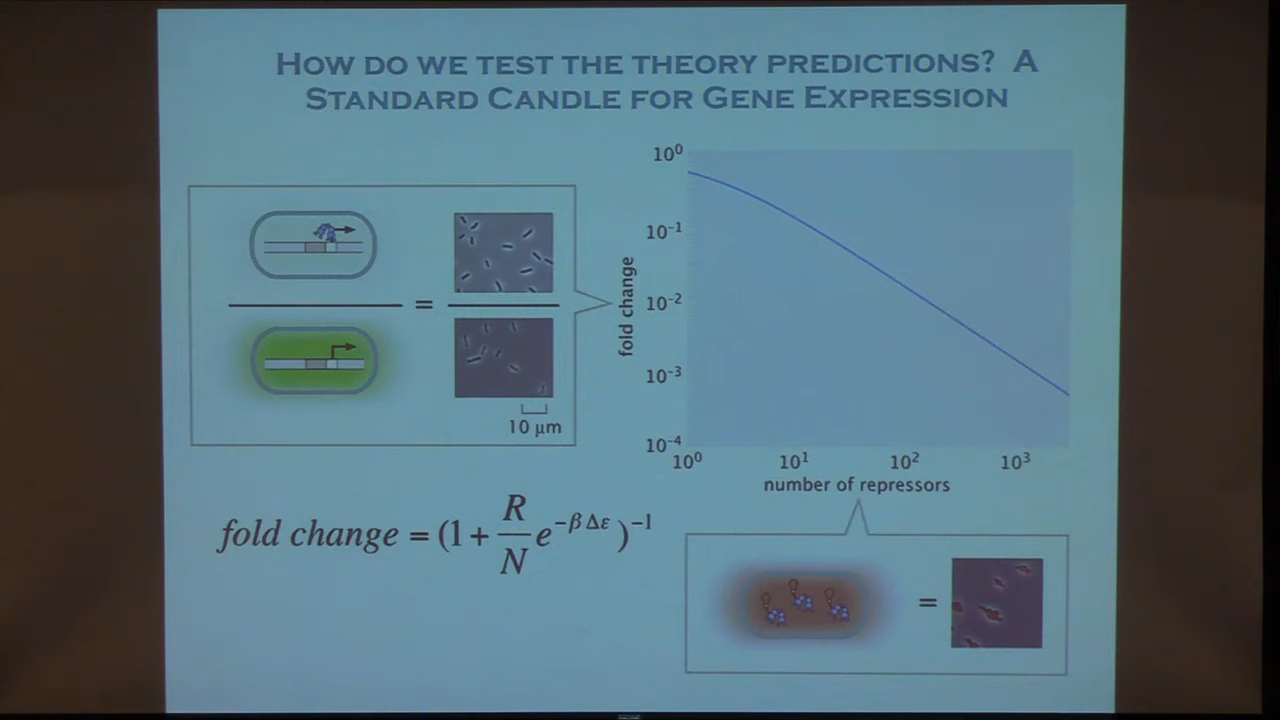 HOW DO WE TEST THE THEORY PREDICTIONS? A
STANDARD CANDLE FOR GENE EXPRESSION
=
10 μm
fold change
10⁰
10⁻¹
10⁻²
10⁻³
10⁻⁴
10⁰ 10¹ 10² 10³
number of repressors
fold change = (1 + R/N e^{-βΔε})^{-1}
=